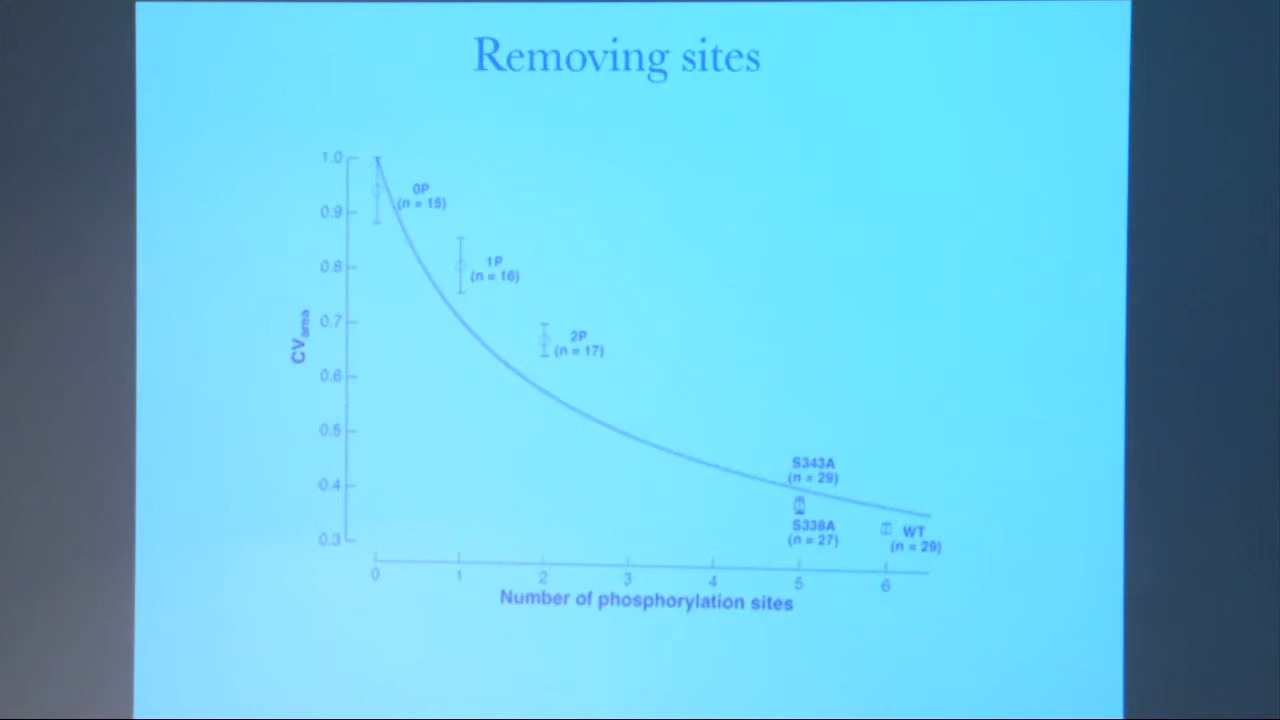 Removing sites
1.0
0.9
0.8
0.7
0.6
0.5
0.4
0.3
CVarea
0P
(n = 15)
1P
(n = 16)
2P
(n = 17)
S343A
(n = 29)
S338A
(n = 27)
WT
(n = 29)
0 1 2 3 4 5 6
Number of phosphorylation sites